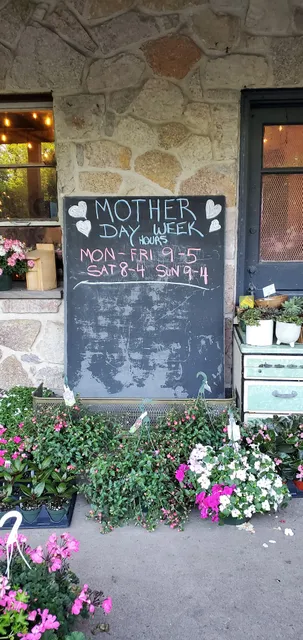 MOTHER
DAY WEEK
HOURS
MON - FRI 9-5
SAT 8-4 SUN 9-4